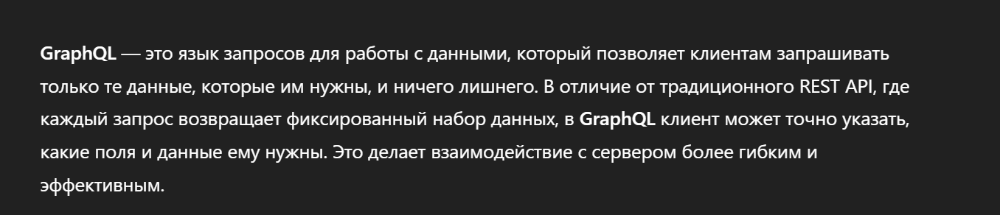 GraphQL — это язык запросов для работы с данными, который позволяет клиентам запрашивать
только те данные, которые им нужны, и ничего лишнего. В отличие от традиционного REST API, где
каждый запрос возвращает фиксированный набор данных, в GraphQL клиент может точно указать,
какие поля и данные ему нужны. Это делает взаимодействие с сервером более гибким и
эффективным.